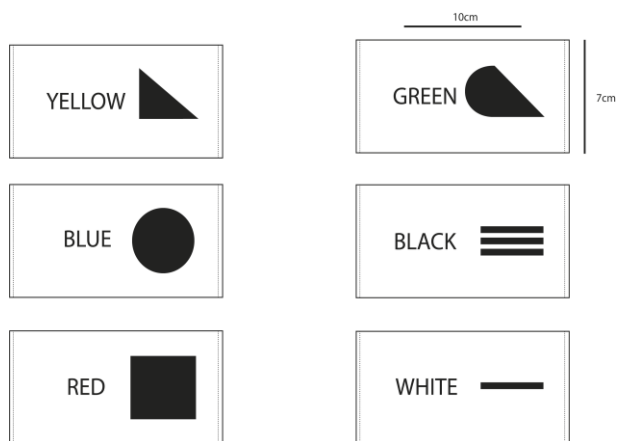 10cm
YELLOW
GREEN
7cm
BLUE
BLACK
RED
WHITE